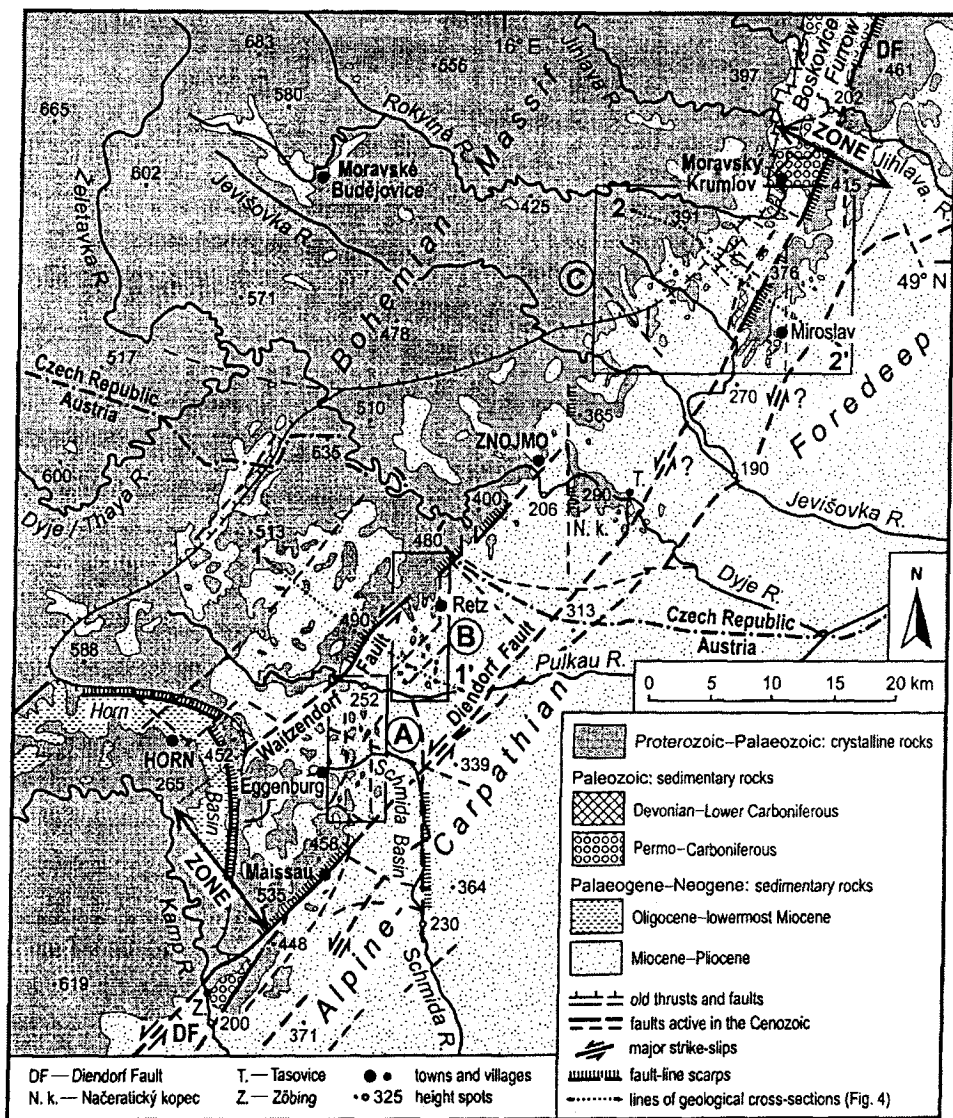 683
16° E
556
Jihlava R.
397
Boskovice
Furrow
DF
461
580
665
Rokytná R.
202
ZONE
Massif
602
Moravské
Budějovice
Moravský
Krumlov
Jihlava R.
415
Želetavka R.
Jevišovka R.
425
2
391
571
Bohemian
C
376
49° N
478
Miroslav
517
2'
Czech Republic
Austria
510
365
270
?
Foredeep
535
ZNOJMO
600
Dyje / Thaya R.
400
T.
?
190
290
206
N. k.
Jevišovka R.
513
1
480
Dyje R.
N
Retz
490
313
Czech Republic
Austria
588
Fault
B
Diendorf Fault
Pulkau R.
1'
0 5 10 15 20 km
Horn
Waitzendorf
252
A
HORN
452
Eggenburg
339
265
Basin
Schmida Basin
Carpathian
ZONE
458
Maissau
535
364
Kamp R.
230
448
Alpine -
619
Schmida R.
Z.
200
DF
371
Proterozoic–Palaeozoic: crystalline rocks
Paleozoic: sedimentary rocks
Devonian–Lower Carboniferous
Permo–Carboniferous
Palaeogene–Neogene: sedimentary rocks
Oligocene–lowermost Miocene
Miocene–Pliocene
old thrusts and faults
faults active in the Cenozoic
major strike-slips
fault-line scarps
lines of geological cross-sections (Fig. 4)
DF — Diendorf Fault T. — Tasovice towns and villages
N. k. — Načeratický kopec Z. — Zöbing 325 height spots